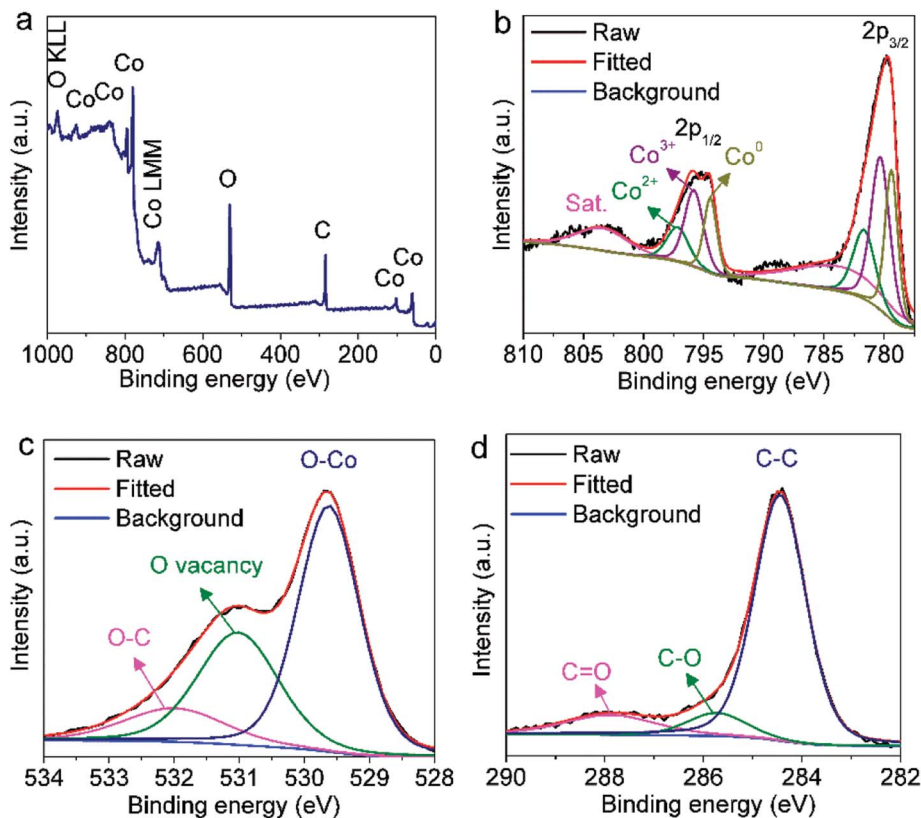 a
O KLL
Co
Co
Co
Co LMM
O
C
Co
Co
Intensity (a.u.)
1000 800 600 400 200 0
Binding energy (eV)
b
Raw
Fitted
Background
2p3/2
2p1/2
Co3+
Co0
Co2+
Sat.
Intensity (a.u.)
810 805 800 795 790 785 780
Binding energy (eV)
c
Raw
Fitted
Background
O-Co
O vacancy
O-C
Intensity (a.u.)
534 533 532 531 530 529 528
Binding energy (eV)
d
Raw
Fitted
Background
C-C
C=O
C-O
Intensity (a.u.)
290 288 286 284 282
Binding energy (eV)